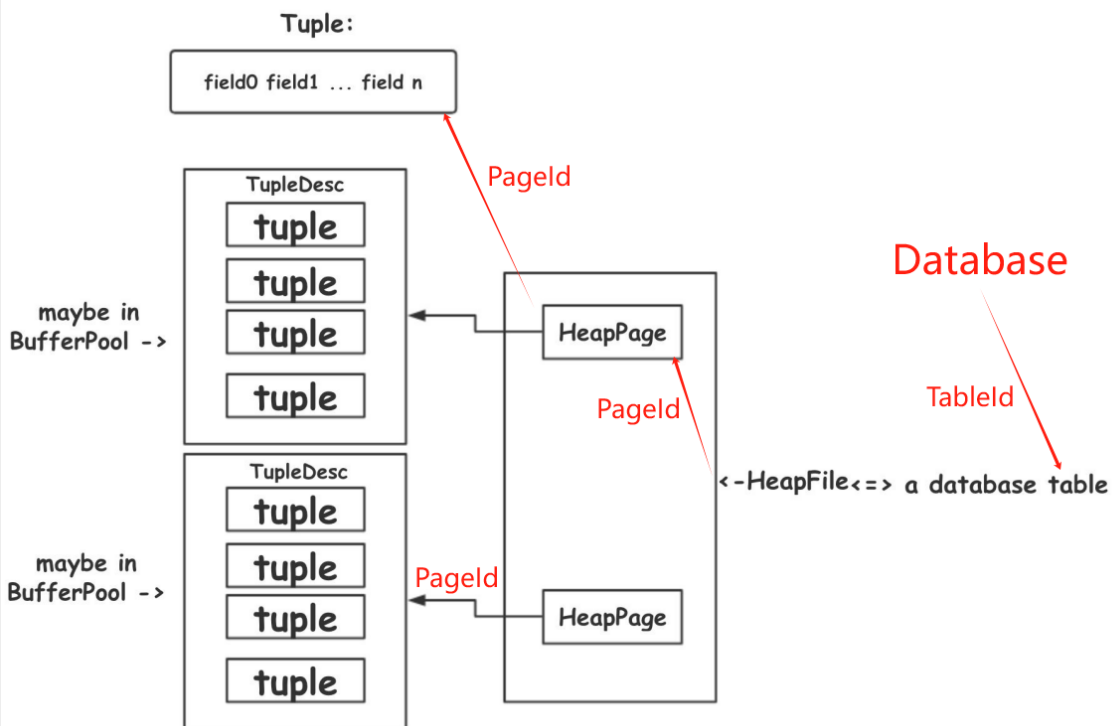 Tuple:
field0 field1 ... field n
PageId
TupleDesc
tuple
tuple
tuple
tuple
maybe in
BufferPool ->
HeapPage
PageId
Database
TableId
<-HeapFile<=> a database table
TupleDesc
tuple
tuple
tuple
tuple
maybe in
BufferPool ->
PageId
HeapPage